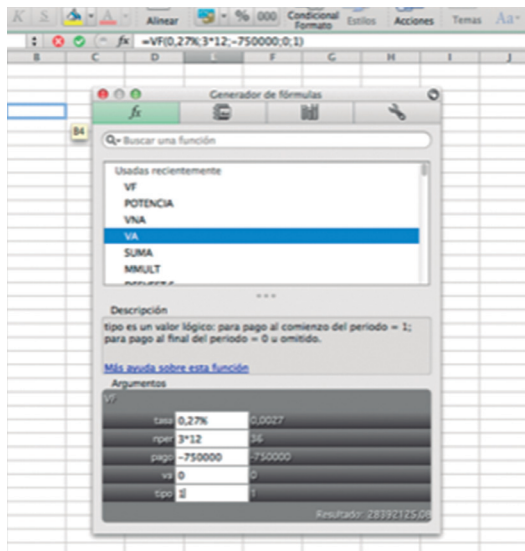 K S A % 000 Condicional Aa
Alinear Formato Estilos Acciones Temas
fx =VF(0,27%;3*12;-750000;0;1)
B C D E F G H I J
Generador de fórmulas
fx
B4
Buscar una función
Usadas recientemente
VF
POTENCIA
VNA
VA
SUMA
MMULT
Descripción
tipo es un valor lógico: para pago al comienzo del periodo = 1;
para pago al final del periodo = 0 u omitido.
Más ayuda sobre esta función
Argumentos
VF
tasa 0,27% 0,0027
nper 3*12 36
pago -750000 -750000
va 0 0
tipo 1 1
Resultado: 28392125,08